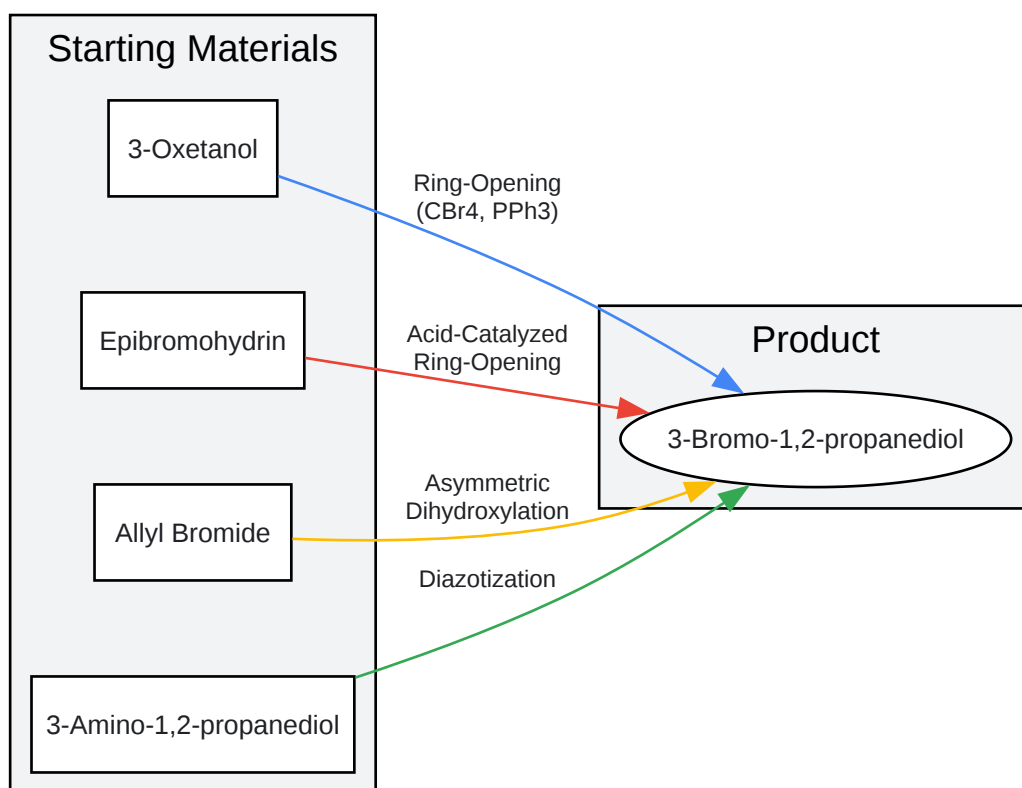 Starting Materials
3-Oxetanol
Ring-Opening
(CBr4, PPh3)
Epibromohydrin
Acid-Catalyzed
Ring-Opening
Product
3-Bromo-1,2-propanediol
Allyl Bromide
Asymmetric
Dihydroxylation
Diazotization
3-Amino-1,2-propanediol